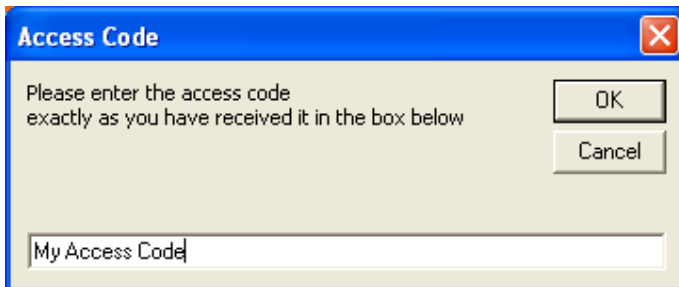 Access Code
Please enter the access code
exactly as you have received it in the box below
OK
Cancel
My Access Code